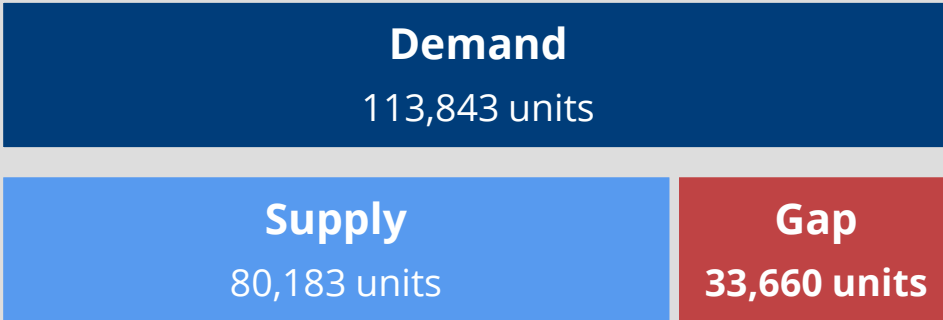 Demand
113,843 units
Supply
80,183 units
Gap
33,660 units